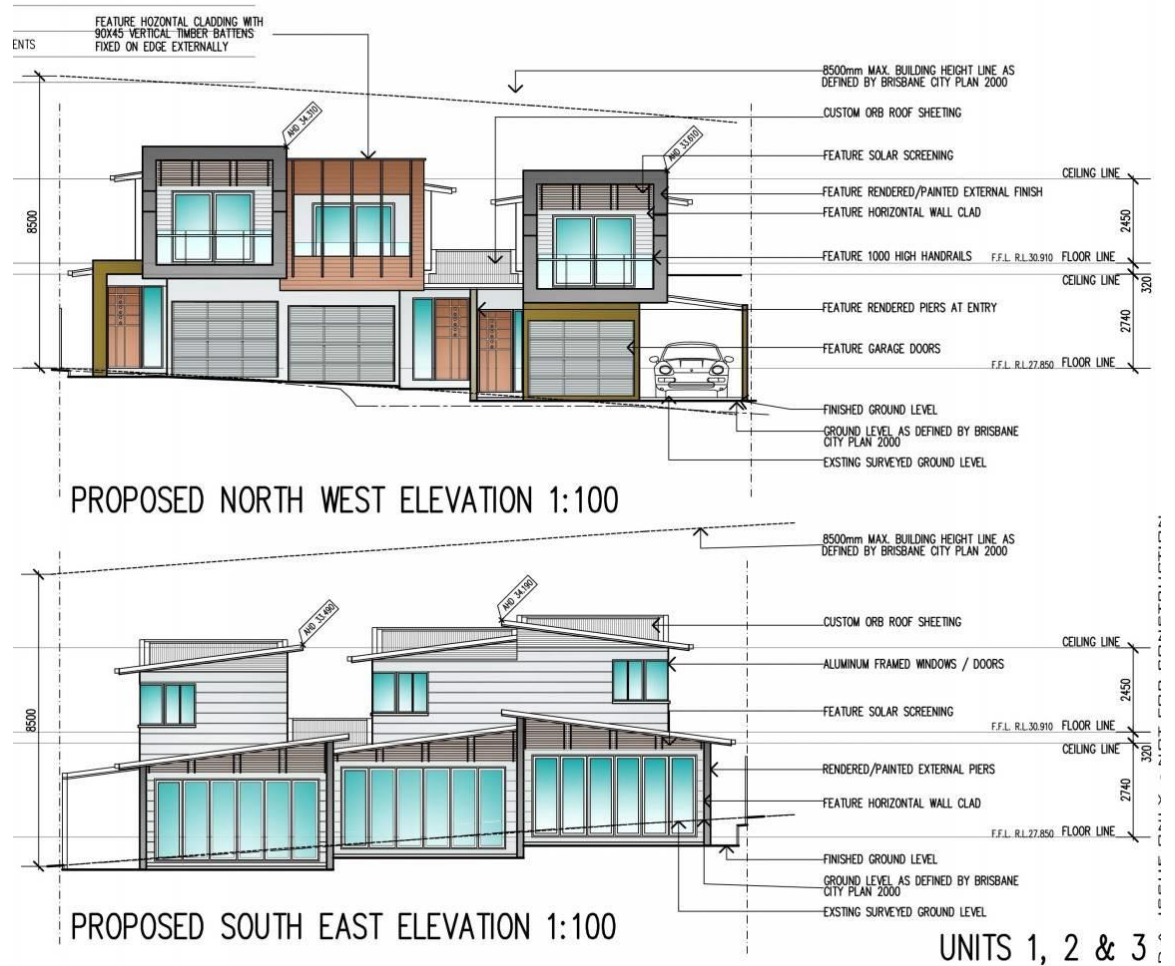 FEATURE HOZONTAL CLADDING WITH
90X45 VERTICAL TIMBER BATTENS
FIXED ON EDGE EXTERNALLY
ENTS
8500mm MAX. BUILDING HEIGHT LINE AS
DEFINED BY BRISBANE CITY PLAN 2000
CUSTOM ORB ROOF SHEETING
AHD 34.310
AHD 33.610
FEATURE SOLAR SCREENING
CEILING LINE
FEATURE RENDERED/PAINTED EXTERNAL FINISH
FEATURE HORIZONTAL WALL CLAD
8500
2450
FEATURE 1000 HIGH HANDRAILS
F.F.L. R.L.30.910 FLOOR LINE
CEILING LINE
320
FEATURE RENDERED PIERS AT ENTRY
2740
FEATURE GARAGE DOORS
F.F.L. R.L.27.850 FLOOR LINE
FINISHED GROUND LEVEL
GROUND LEVEL AS DEFINED BY BRISBANE
CITY PLAN 2000
EXSTING SURVEYED GROUND LEVEL
PROPOSED NORTH WEST ELEVATION 1:100
8500mm MAX. BUILDING HEIGHT LINE AS
DEFINED BY BRISBANE CITY PLAN 2000
AHD 33.490
AHD 34.190
CUSTOM ORB ROOF SHEETING
CEILING LINE
ALUMINUM FRAMED WINDOWS / DOORS
2450
FEATURE SOLAR SCREENING
8500
F.F.L. R.L.30.910 FLOOR LINE
CEILING LINE
320
RENDERED/PAINTED EXTERNAL PIERS
2740
FEATURE HORIZONTAL WALL CLAD
F.F.L. R.L.27.850 FLOOR LINE
FINISHED GROUND LEVEL
GROUND LEVEL AS DEFINED BY BRISBANE
CITY PLAN 2000
EXSTING SURVEYED GROUND LEVEL
PROPOSED SOUTH EAST ELEVATION 1:100
UNITS 1, 2 & 3